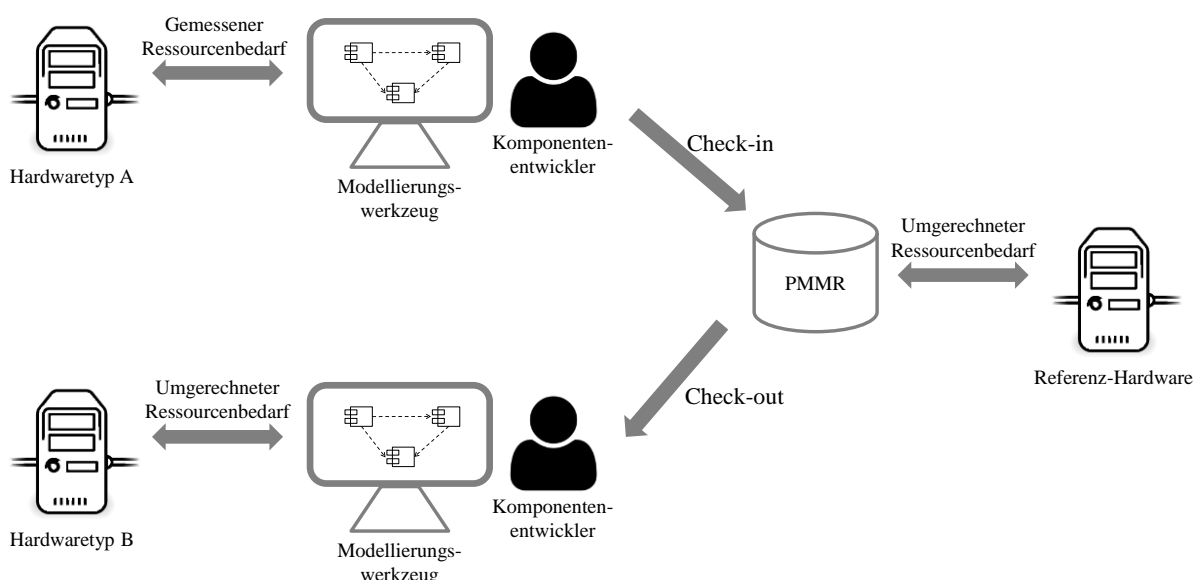 Gemessener
Ressourcenbedarf
Hardwaretyp A
Komponenten-
entwickler
Modellierungs-
werkzeug
Check-in
Umgerechneter
Ressourcenbedarf
PMMR
Referenz-Hardware
Check-out
Umgerechneter
Ressourcenbedarf
Hardwaretyp B
Komponenten-
entwickler
Modellierungs-
werkzeug